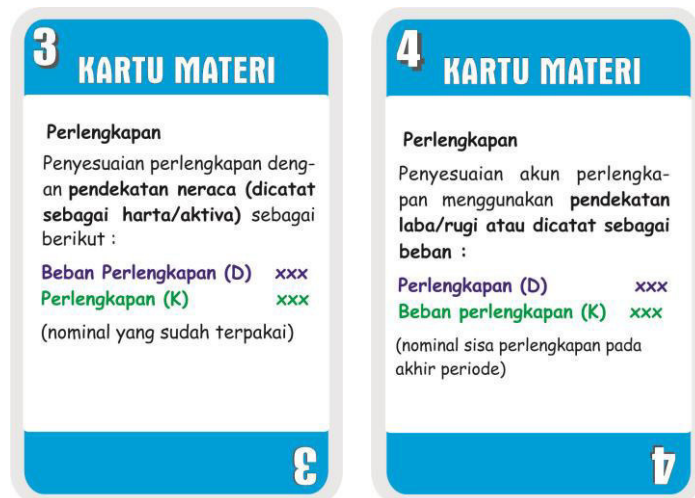 3
KARTU MATERI
Perlengkapan
Penyesuaian perlengkapan deng-
an pendekatan neraca (dicatat
sebagai harta/aktiva) sebagai
berikut :
Beban Perlengkapan (D) xxx
Perlengkapan (K) xxx
(nominal yang sudah terpakai)
3
4
KARTU MATERI
Perlengkapan
Penyesuaian akun perlengka-
pan menggunakan pendekatan
laba/rugi atau dicatat sebagai
beban :
Perlengkapan (D) xxx
Beban perlengkapan (K) xxx
(nominal sisa perlengkapan pada
akhir periode)
4